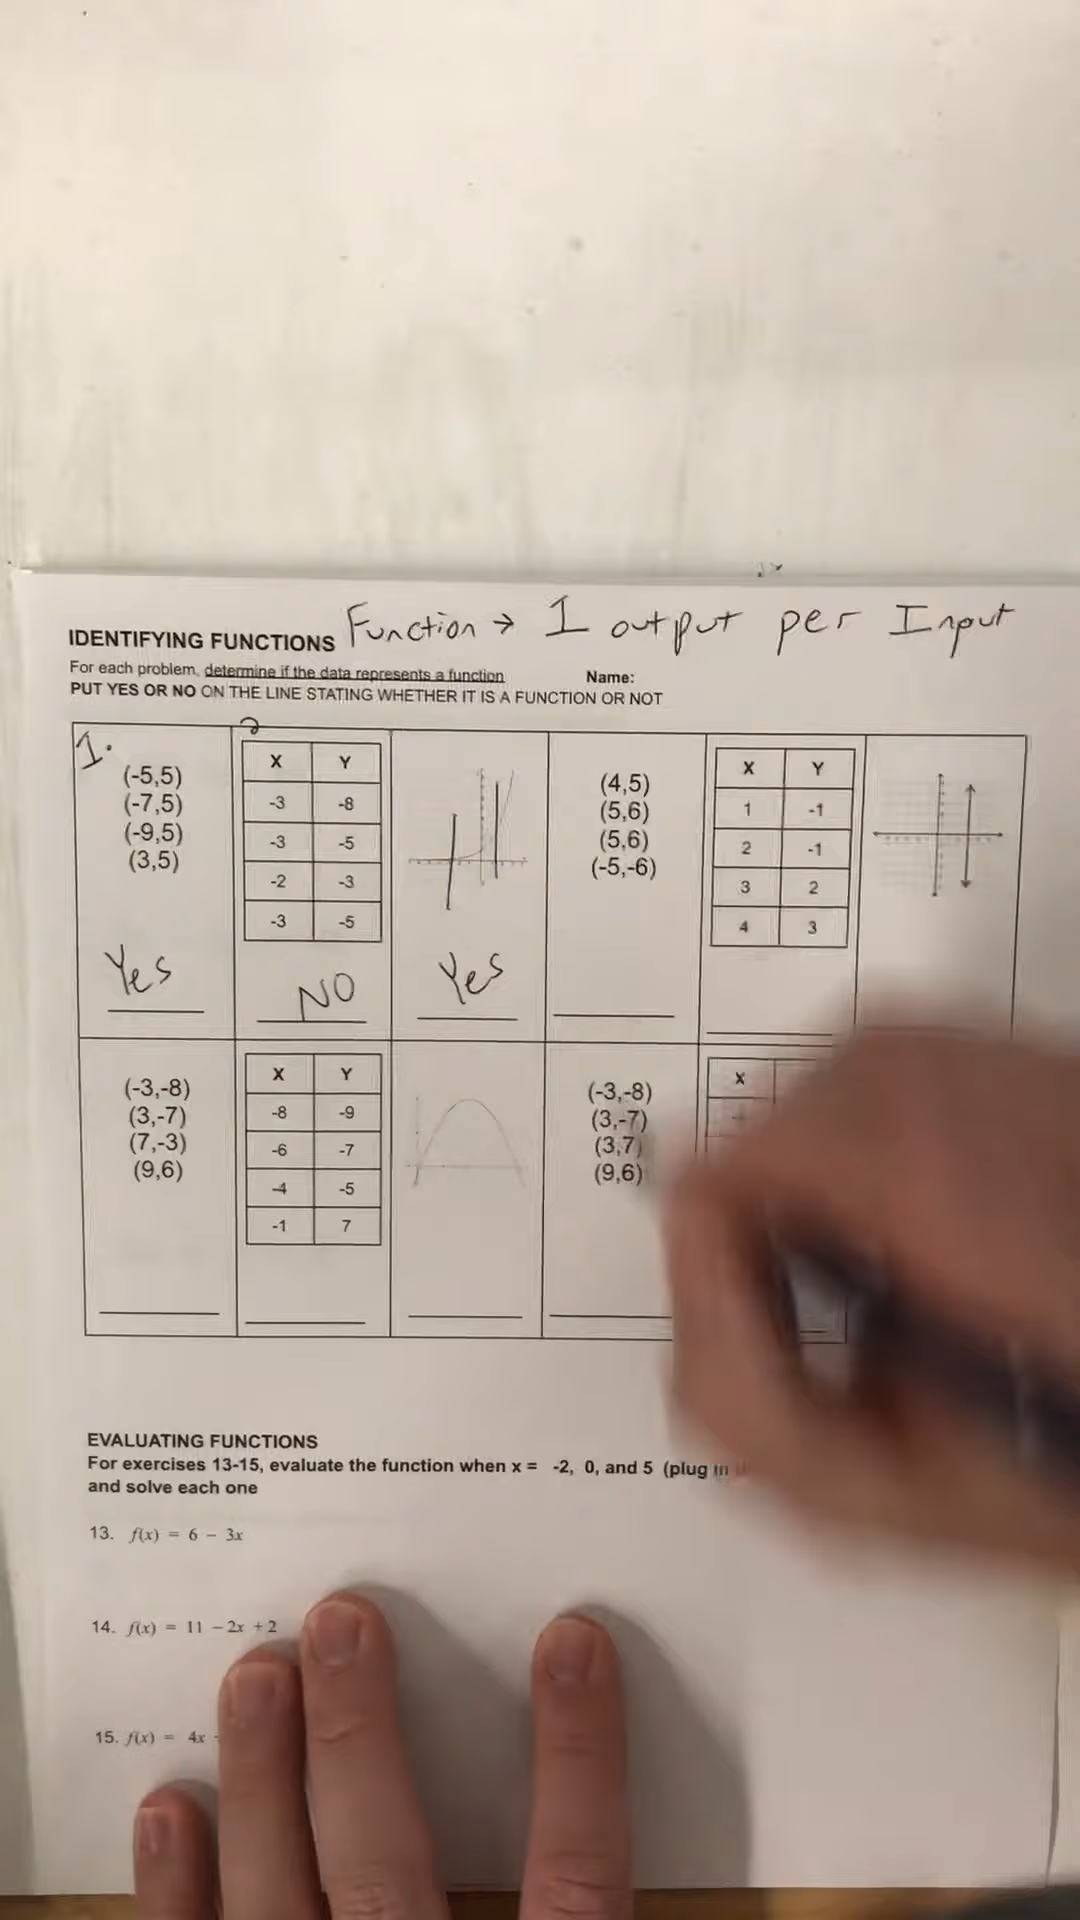 IDENTIFYING FUNCTIONS Function → 1 output per Input
For each problem, determine if the data represents a function Name:
PUT YES OR NO ON THE LINE STATING WHETHER IT IS A FUNCTION OR NOT
1.
(-5,5)
(-7,5)
(-9,5)
(3,5)
Yes
2
X Y
-3 -8
-3 -5
-2 -3
-3 -5
NO
Yes
(4,5)
(5,6)
(5,6)
(-5,-6)
X Y
1 -1
2 -1
3 2
4 3
(-3,-8)
(3,-7)
(7,-3)
(9,6)
X Y
-8 -9
-6 -7
-4 -5
-1 7
(-3,-8)
(3,-7)
(3,7)
(9,6)
X
EVALUATING FUNCTIONS
For exercises 13-15, evaluate the function when x = -2, 0, and 5 (plug in
and solve each one
13. f(x) = 6 - 3x
14. f(x) = 11 - 2x + 2
15. f(x) = 4x